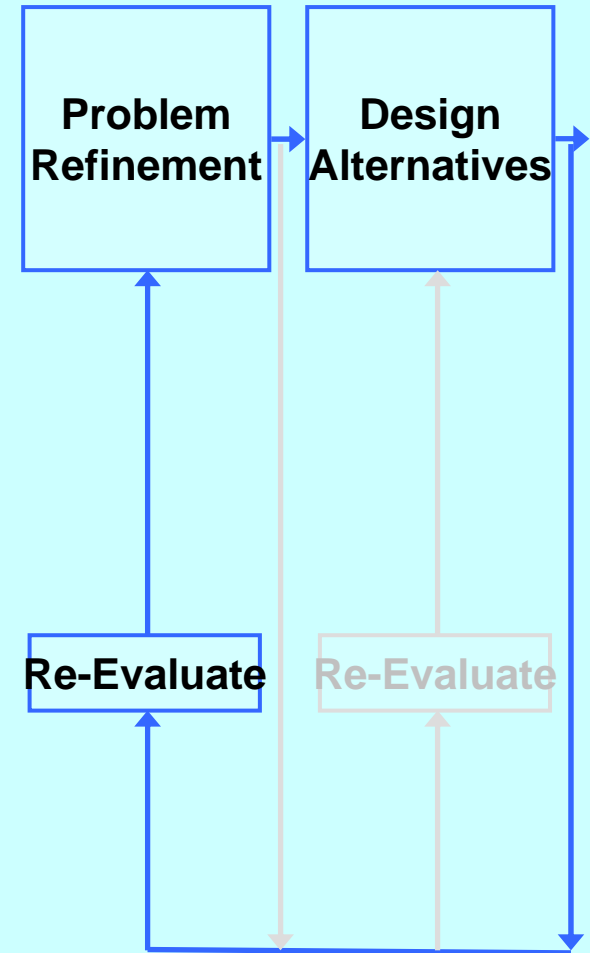 Problem
Refinement
Design
Alternatives
Re-Evaluate
Re-Evaluate